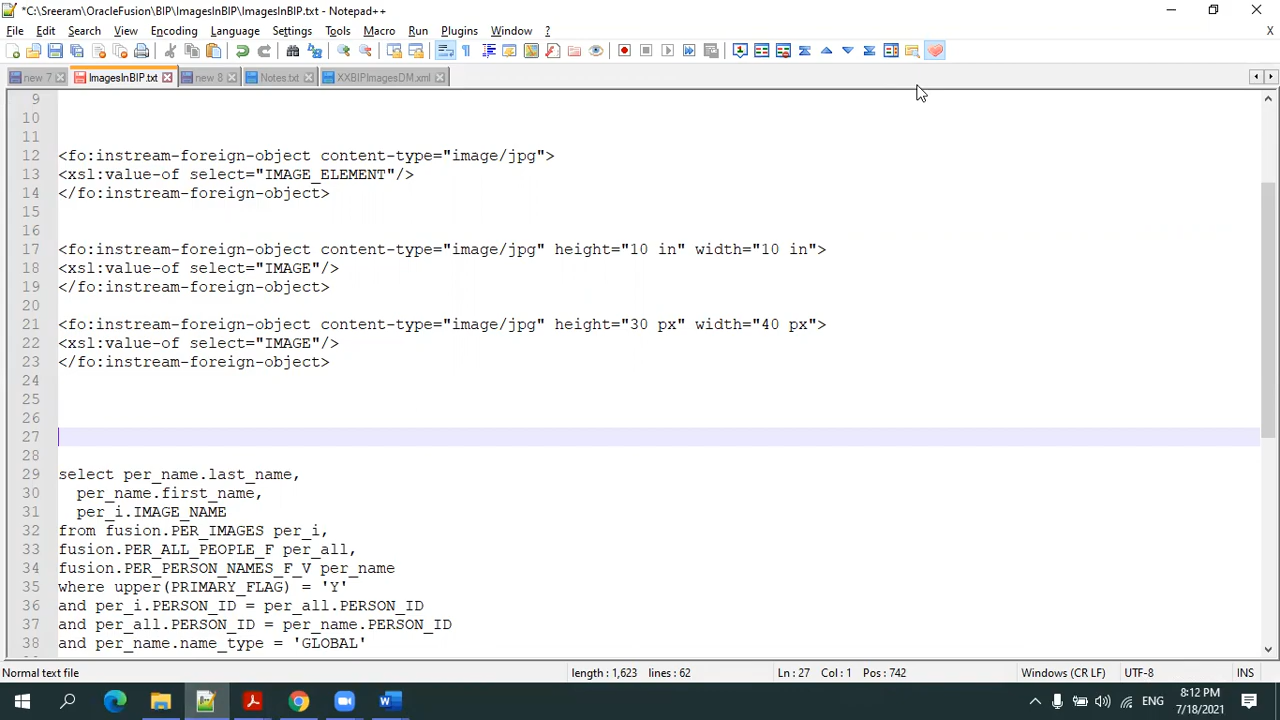 *C:\Sreeram\OracleFusion\BIP\ImagesInBIP\ImagesInBIP.txt - Notepad++
File Edit Search View Encoding Language Settings Tools Macro Run Plugins Window ?
X
new 7 ImagesInBIP.txt new 8 Notes.txt XXBIPImagesDM.xml
9
10
11
12 <fo:instream-foreign-object content-type="image/jpg">
13 <xsl:value-of select="IMAGE_ELEMENT"/>
14 </fo:instream-foreign-object>
15
16
17 <fo:instream-foreign-object content-type="image/jpg" height="10 in" width="10 in">
18 <xsl:value-of select="IMAGE"/>
19 </fo:instream-foreign-object>
20
21 <fo:instream-foreign-object content-type="image/jpg" height="30 px" width="40 px">
22 <xsl:value-of select="IMAGE"/>
23 </fo:instream-foreign-object>
24
25
26
27
28
29 select per_name.last_name,
30 per_name.first_name,
31 per_i.IMAGE_NAME
32 from fusion.PER_IMAGES per_i,
33 fusion.PER_ALL_PEOPLE_F per_all,
34 fusion.PER_PERSON_NAMES_F_V per_name
35 where upper(PRIMARY_FLAG) = 'Y'
36 and per_i.PERSON_ID = per_all.PERSON_ID
37 and per_all.PERSON_ID = per_name.PERSON_ID
38 and per_name.name_type = 'GLOBAL'
Normal text file length : 1,623 lines : 62 Ln : 27 Col : 1 Pos : 742 Windows (CR LF) UTF-8 INS
ENG
8:12 PM
7/18/2021